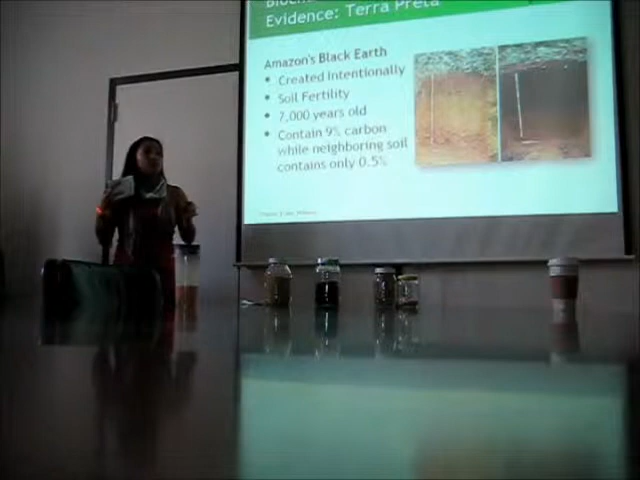 Evidence: Terra Preta
Amazon's Black Earth
• Created Intentionally
• Soil Fertility
• 7,000 years old
• Contain 9% carbon
while neighboring soil
contains only 0.5%